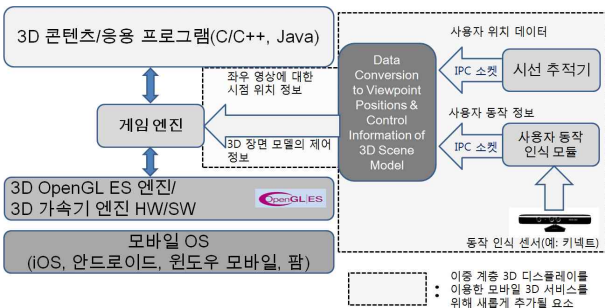 3D 콘텐츠/응용 프로그램(C/C++, Java)
게임 엔진
3D OpenGL ES 엔진/
3D 가속기 엔진 HW/SW
OpenGL|ES
모바일 OS
(iOS, 안드로이드, 윈도우 모바일, 팜)
좌우 영상에 대한
시점 위치 정보
3D 장면 모델의 제어
정보
Data
Conversion
to Viewpoint
Positions &
Control
Information of
3D Scene
Model
사용자 위치 데이터
IPC 소켓
시선 추적기
사용자 동작 정보
IPC 소켓
사용자 동작
인식 모듈
동작 인식 센서(예: 키넥트)
: 이중 계층 3D 디스플레이를
이용한 모바일 3D 서비스를
위해 새롭게 추가될 요소